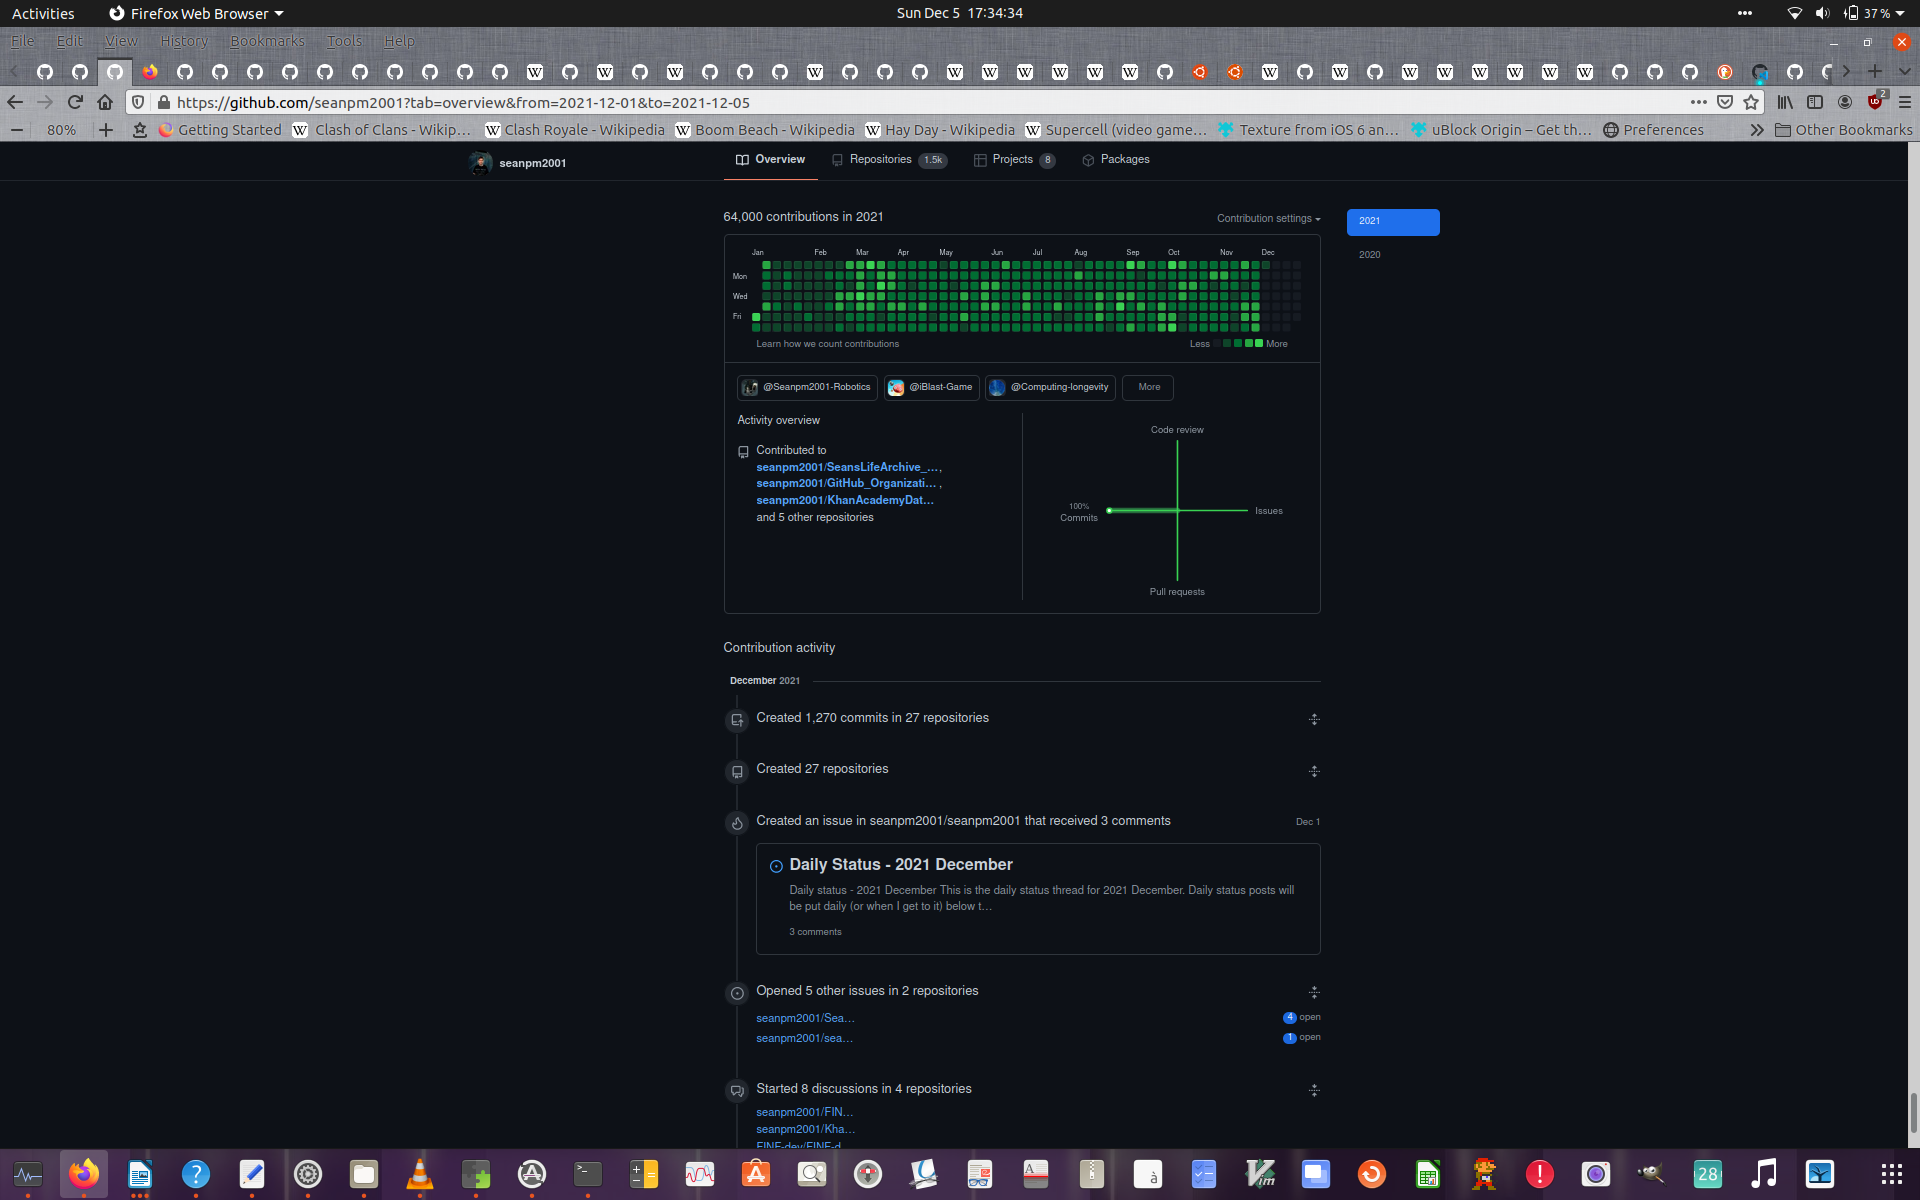 Activities Firefox Web Browser Sun Dec 5 17:34:34 37 %
File Edit View History Bookmarks Tools Help
https://github.com/seanpm2001?tab=overview&from=2021-12-01&to=2021-12-05 2
80% Getting Started Clash of Clans - Wikip… Clash Royale - Wikipedia Boom Beach - Wikipedia Hay Day - Wikipedia Supercell (video game… Texture from iOS 6 an… uBlock Origin – Get th… Preferences Other Bookmarks
seanpm2001 Overview Repositories 1.5k Projects 8 Packages
64,000 contributions in 2021 Contribution settings 2021
2020
Jan Feb Mar Apr May Jun Jul Aug Sep Oct Nov Dec
Mon
Wed
Fri
Learn how we count contributions Less More
@Seanpm2001-Robotics @iBlast-Game @Computing-longevity More
Activity overview
Code review
Contributed to
seanpm2001/SeansLifeArchive_… ,
seanpm2001/GitHub_Organizati… ,
seanpm2001/KhanAcademyDat…
and 5 other repositories
100%
Commits
Issues
Pull requests
Contribution activity
December 2021
Created 1,270 commits in 27 repositories
Created 27 repositories
Created an issue in seanpm2001/seanpm2001 that received 3 comments Dec 1
Daily Status - 2021 December
Daily status - 2021 December This is the daily status thread for 2021 December. Daily status posts will
be put daily (or when I get to it) below t…
3 comments
Opened 5 other issues in 2 repositories
seanpm2001/Sea… 4 open
seanpm2001/sea… 1 open
Started 8 discussions in 4 repositories
seanpm2001/FIN…
seanpm2001/Kha…
FINF-dev/FINF-d…
28